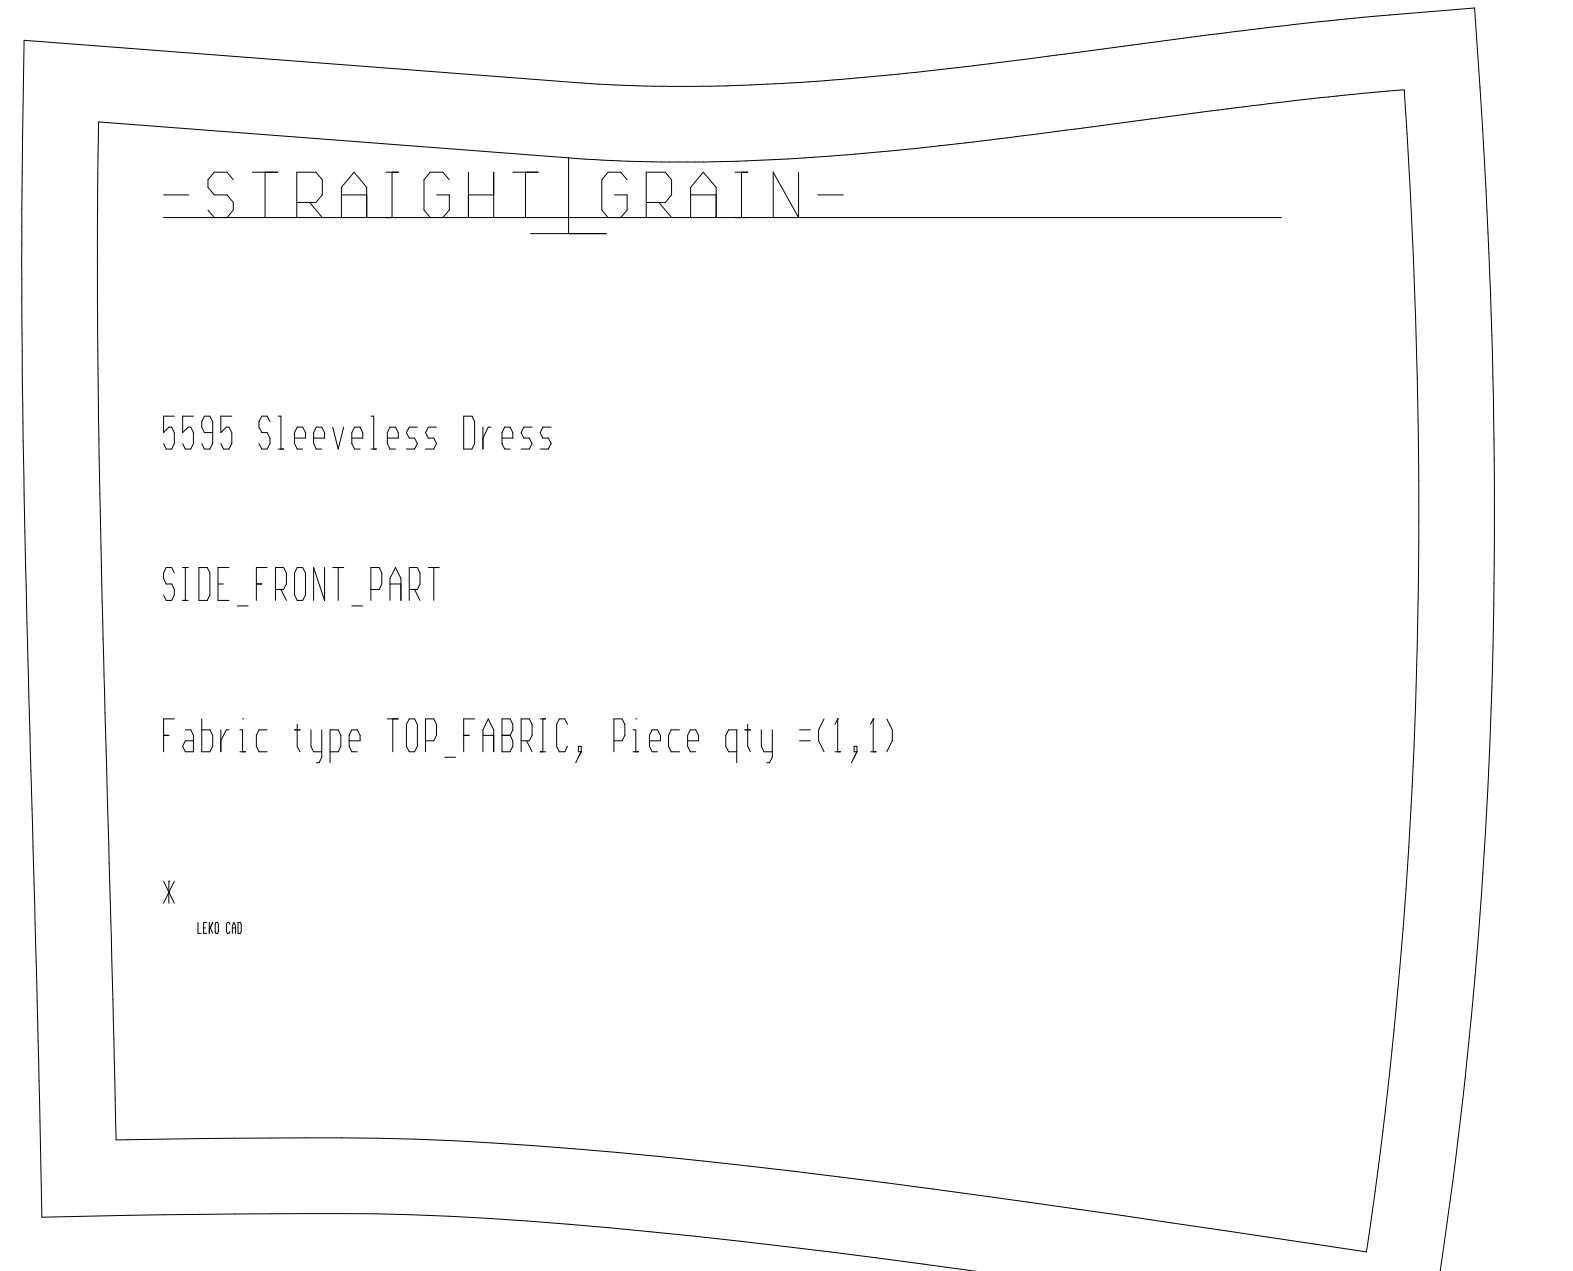 -STRAIGHT GRAIN-
5595 Sleeveless Dress
SIDE_FRONT_PART
Fabric type TOP_FABRIC, Piece qty =(1,1)
*
LEKO CAD